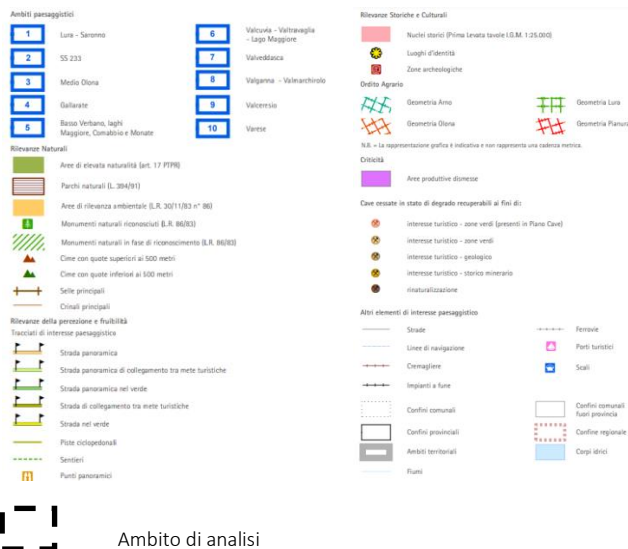 Ambiti paesaggistici
1 Lura - Saronno
2 SS 233
3 Medio Olona
4 Gallarate
5 Basso Verbano, laghi
Maggiore, Comabbio e Monate
6 Valcuvia - Valtravaglia
- Lago Maggiore
7 Valveddasca
8 Valganna - Valmarchirolo
9 Valceresio
10 Varese
Rilevanze Naturali
Aree di elevata naturalità (art. 17 PTPR)
Parchi naturali (L. 394/91)
Aree di rilevanza ambientale (L.R. 30/11/83 n° 86)
Monumenti naturali riconosciuti (L.R. 86/83)
Monumenti naturali in fase di riconoscimento (L.R. 86/83)
Cime con quote superiori ai 500 metri
Cime con quote inferiori ai 500 metri
Selle principali
Crinali principali
Rilevanze della percezione e fruibilità
Tracciati di interesse paesaggistico
Strada panoramica
Strada panoramica di collegamento tra mete turistiche
Strada panoramica nel verde
Strada di collegamento tra mete turistiche
Strada nel verde
Piste ciclopedonali
Sentieri
Punti panoramici
Rilevanze Storiche e Culturali
Nuclei storici (Prima Levata tavole I.G.M. 1:25.000)
Luoghi d'identità
Zone archeologiche
Ordito Agrario
Geometria Arno
Geometria Lura
Geometria Olona
Geometria Pianura
N.B. = La rappresentazione grafica è indicativa e non rappresenta una cadenza metrica.
Criticità
Aree produttive dismesse
Cave cessate in stato di degrado recuperabili ai fini di:
interesse turistico - zone verdi (presenti in Piano Cave)
interesse turistico - zone verdi
interesse turistico - geologico
interesse turistico - storico minerario
rinaturalizzazione
Altri elementi di interesse paesaggistico
Strade
Ferrovie
Linee di navigazione
Porti turistici
Cremagliere
Scali
Impianti a fune
Confini comunali
Confini comunali
fuori provincia
Confini provinciali
Confine regionale
Ambiti territoriali
Corpi idrici
Fiumi
Ambito di analisi